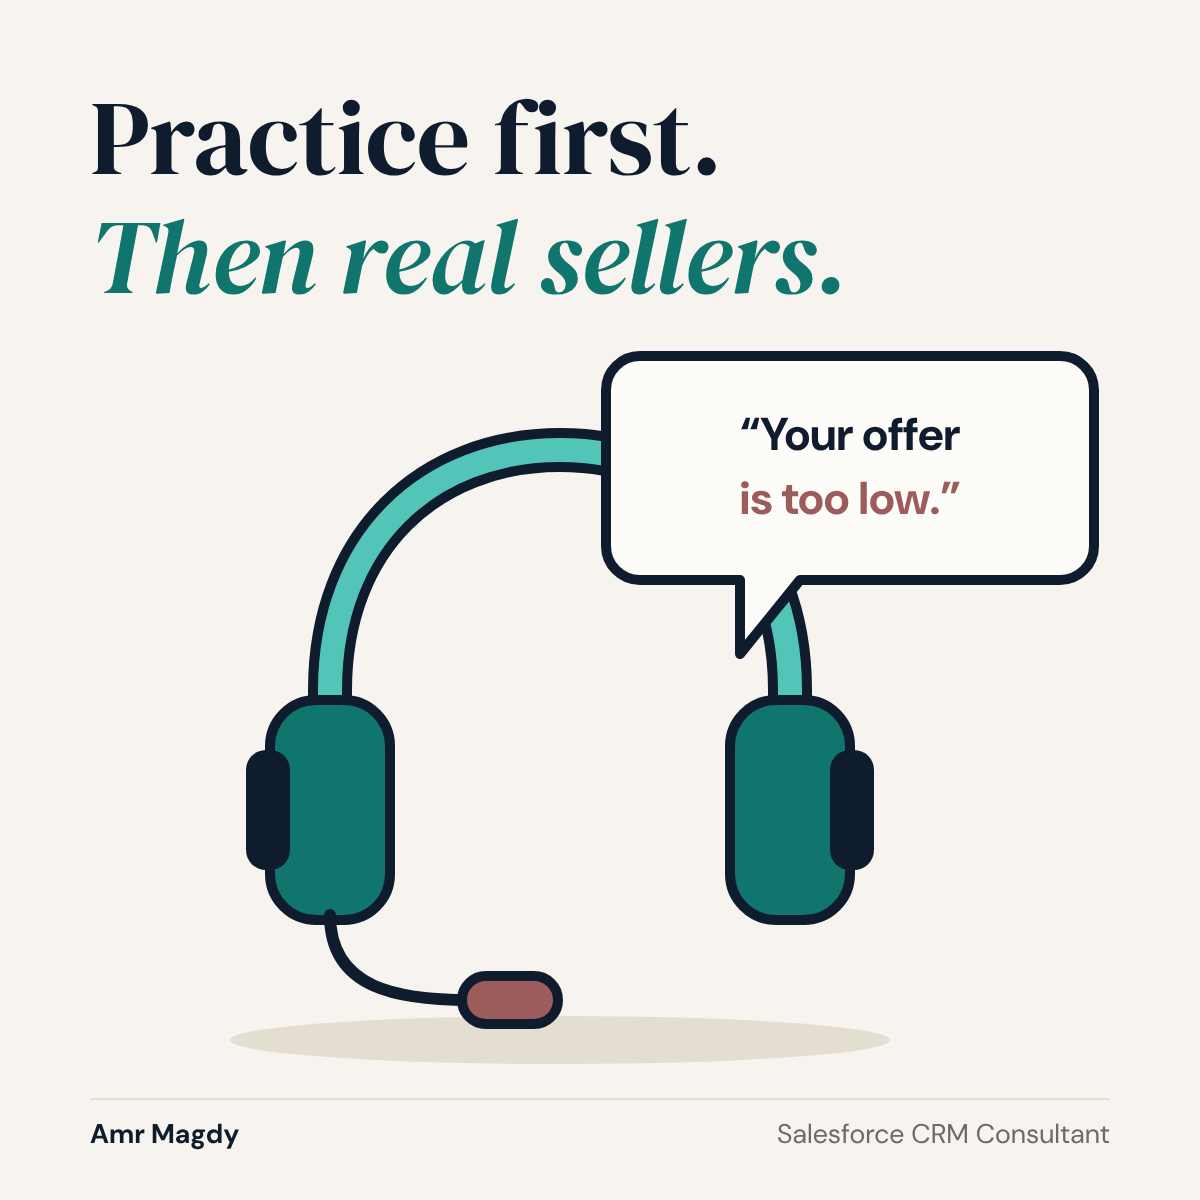 Practice first.
Then real sellers.
“Your offer
is too low.”
Amr Magdy
Salesforce CRM Consultant